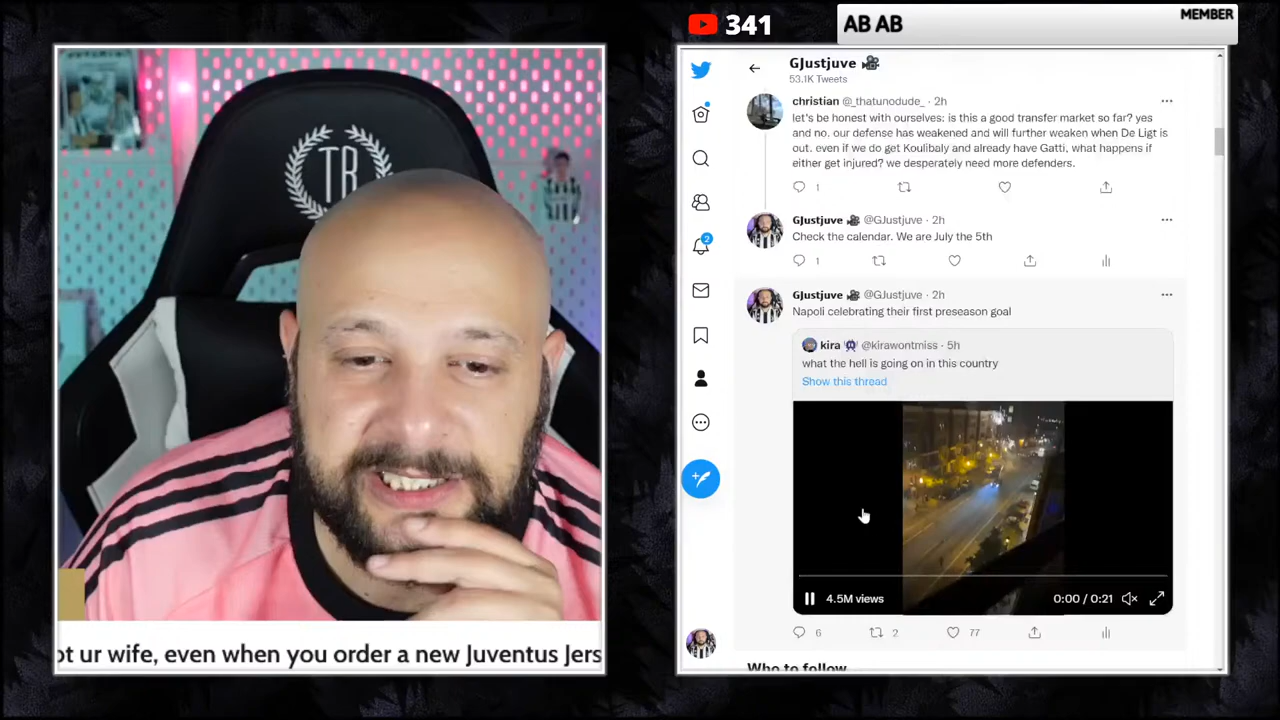 341
AB AB
MEMBER
TB
GJustjuve
53.1K Tweets
christian @_thatunodude_ · 2h
let's be honest with ourselves: is this a good transfer market so far? yes
and no. our defense has weakened and will further weaken when De Ligt is
out. even if we do get Koulibaly and already have Gatti, what happens if
either get injured? we desperately need more defenders.
1
GJustjuve @GJustjuve · 2h
Check the calendar. We are July the 5th
1
2
GJustjuve @GJustjuve · 2h
Napoli celebrating their first preseason goal
kira @kirawontmiss · 5h
what the hell is going on in this country
Show this thread
4.5M views
0:00 / 0:21
6 2 77
Who to follow
ot ur wife, even when you order a new Juventus Jers